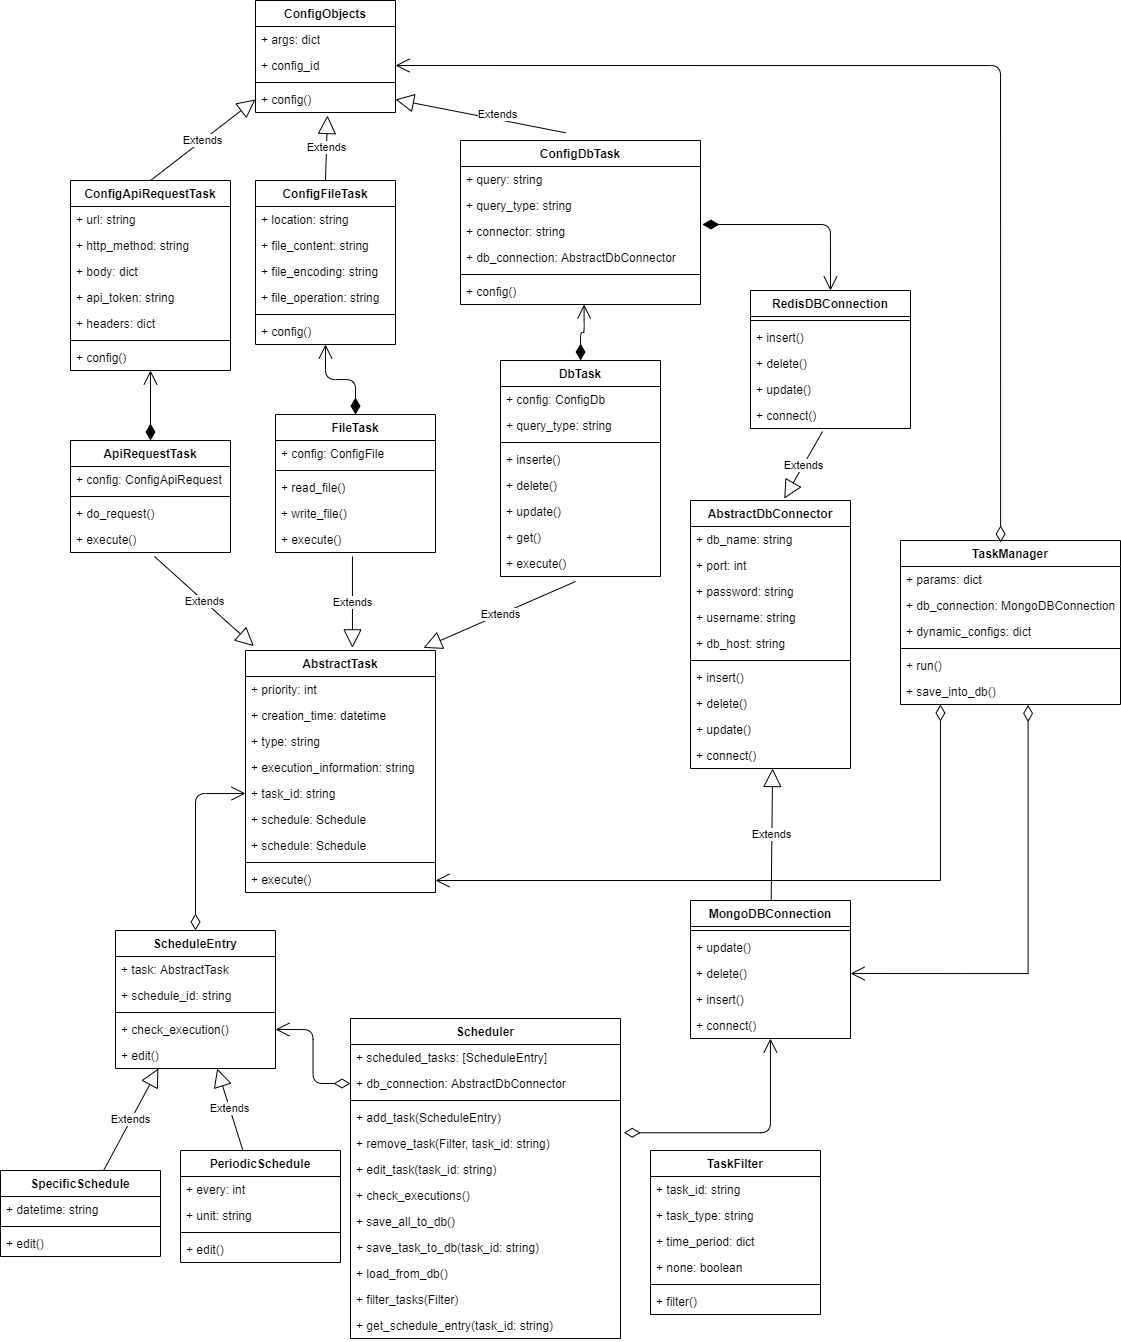 ConfigObjects
+ args: dict
+ config_id
+ config()
Extends
Extends
Extends
ConfigApiRequestTask
+ url: string
+ http_method: string
+ body: dict
+ api_token: string
+ headers: dict
+ config()
ConfigFileTask
+ location: string
+ file_content: string
+ file_encoding: string
+ file_operation: string
+ config()
ConfigDbTask
+ query: string
+ query_type: string
+ connector: string
+ db_connection: AbstractDbConnector
+ config()
RedisDBConnection
+ insert()
+ delete()
+ update()
+ connect()
Extends
ApiRequestTask
+ config: ConfigApiRequest
+ do_request()
+ execute()
FileTask
+ config: ConfigFile
+ read_file()
+ write_file()
+ execute()
DbTask
+ config: ConfigDb
+ query_type: string
+ inserte()
+ delete()
+ update()
+ get()
+ execute()
Extends
Extends
Extends
AbstractDbConnector
+ db_name: string
+ port: int
+ password: string
+ username: string
+ db_host: string
+ insert()
+ delete()
+ update()
+ connect()
TaskManager
+ params: dict
+ db_connection: MongoDBConnection
+ dynamic_configs: dict
+ run()
+ save_into_db()
AbstractTask
+ priority: int
+ creation_time: datetime
+ type: string
+ execution_information: string
+ task_id: string
+ schedule: Schedule
+ schedule: Schedule
+ execute()
Extends
MongoDBConnection
+ update()
+ delete()
+ insert()
+ connect()
ScheduleEntry
+ task: AbstractTask
+ schedule_id: string
+ check_execution()
+ edit()
Extends
Extends
SpecificSchedule
+ datetime: string
+ edit()
PeriodicSchedule
+ every: int
+ unit: string
+ edit()
Scheduler
+ scheduled_tasks: [ScheduleEntry]
+ db_connection: AbstractDbConnector
+ add_task(ScheduleEntry)
+ remove_task(Filter, task_id: string)
+ edit_task(task_id: string)
+ check_executions()
+ save_all_to_db()
+ save_task_to_db(task_id: string)
+ load_from_db()
+ filter_tasks(Filter)
+ get_schedule_entry(task_id: string)
TaskFilter
+ task_id: string
+ task_type: string
+ time_period: dict
+ none: boolean
+ filter()